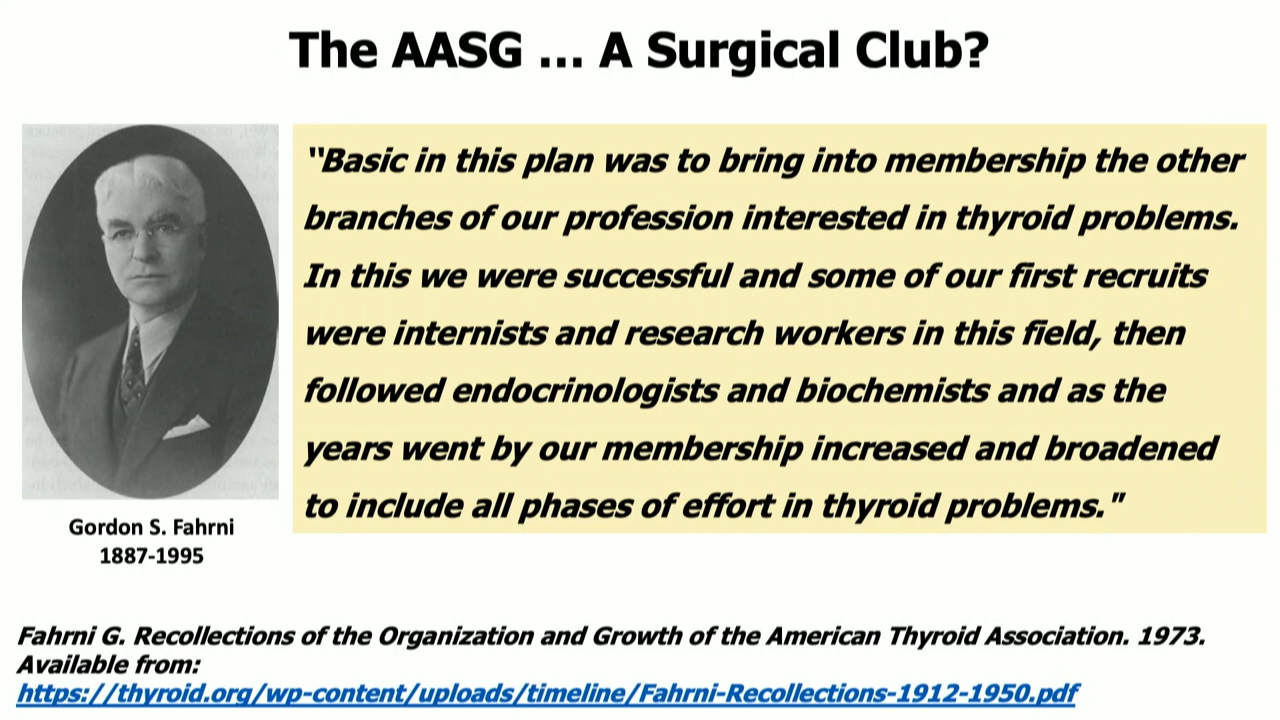 The AASG ... A Surgical Club?
"Basic in this plan was to bring into membership the other
branches of our profession interested in thyroid problems.
In this we were successful and some of our first recruits
were internists and research workers in this field, then
followed endocrinologists and biochemists and as the
years went by our membership increased and broadened
to include all phases of effort in thyroid problems."
Gordon S. Fahrni
1887-1995
Fahrni G. Recollections of the Organization and Growth of the American Thyroid Association. 1973.
Available from:
https://thyroid.org/wp-content/uploads/timeline/Fahrni-Recollections-1912-1950.pdf